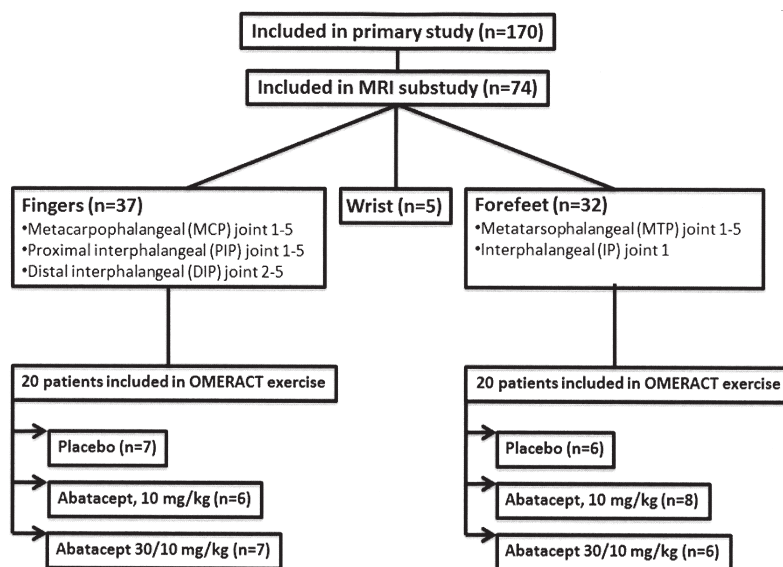 Included in primary study (n=170)
Included in MRI substudy (n=74)
Fingers (n=37)
•Metacarpophalangeal (MCP) joint 1-5
•Proximal interphalangeal (PIP) joint 1-5
•Distal interphalangeal (DIP) joint 2-5
Wrist (n=5)
Forefeet (n=32)
•Metatarsophalangeal (MTP) joint 1-5
•Interphalangeal (IP) joint 1
20 patients included in OMERACT exercise
Placebo (n=7)
Abatacept, 10 mg/kg (n=6)
Abatacept 30/10 mg/kg (n=7)
20 patients included in OMERACT exercise
Placebo (n=6)
Abatacept, 10 mg/kg (n=8)
Abatacept 30/10 mg/kg (n=6)